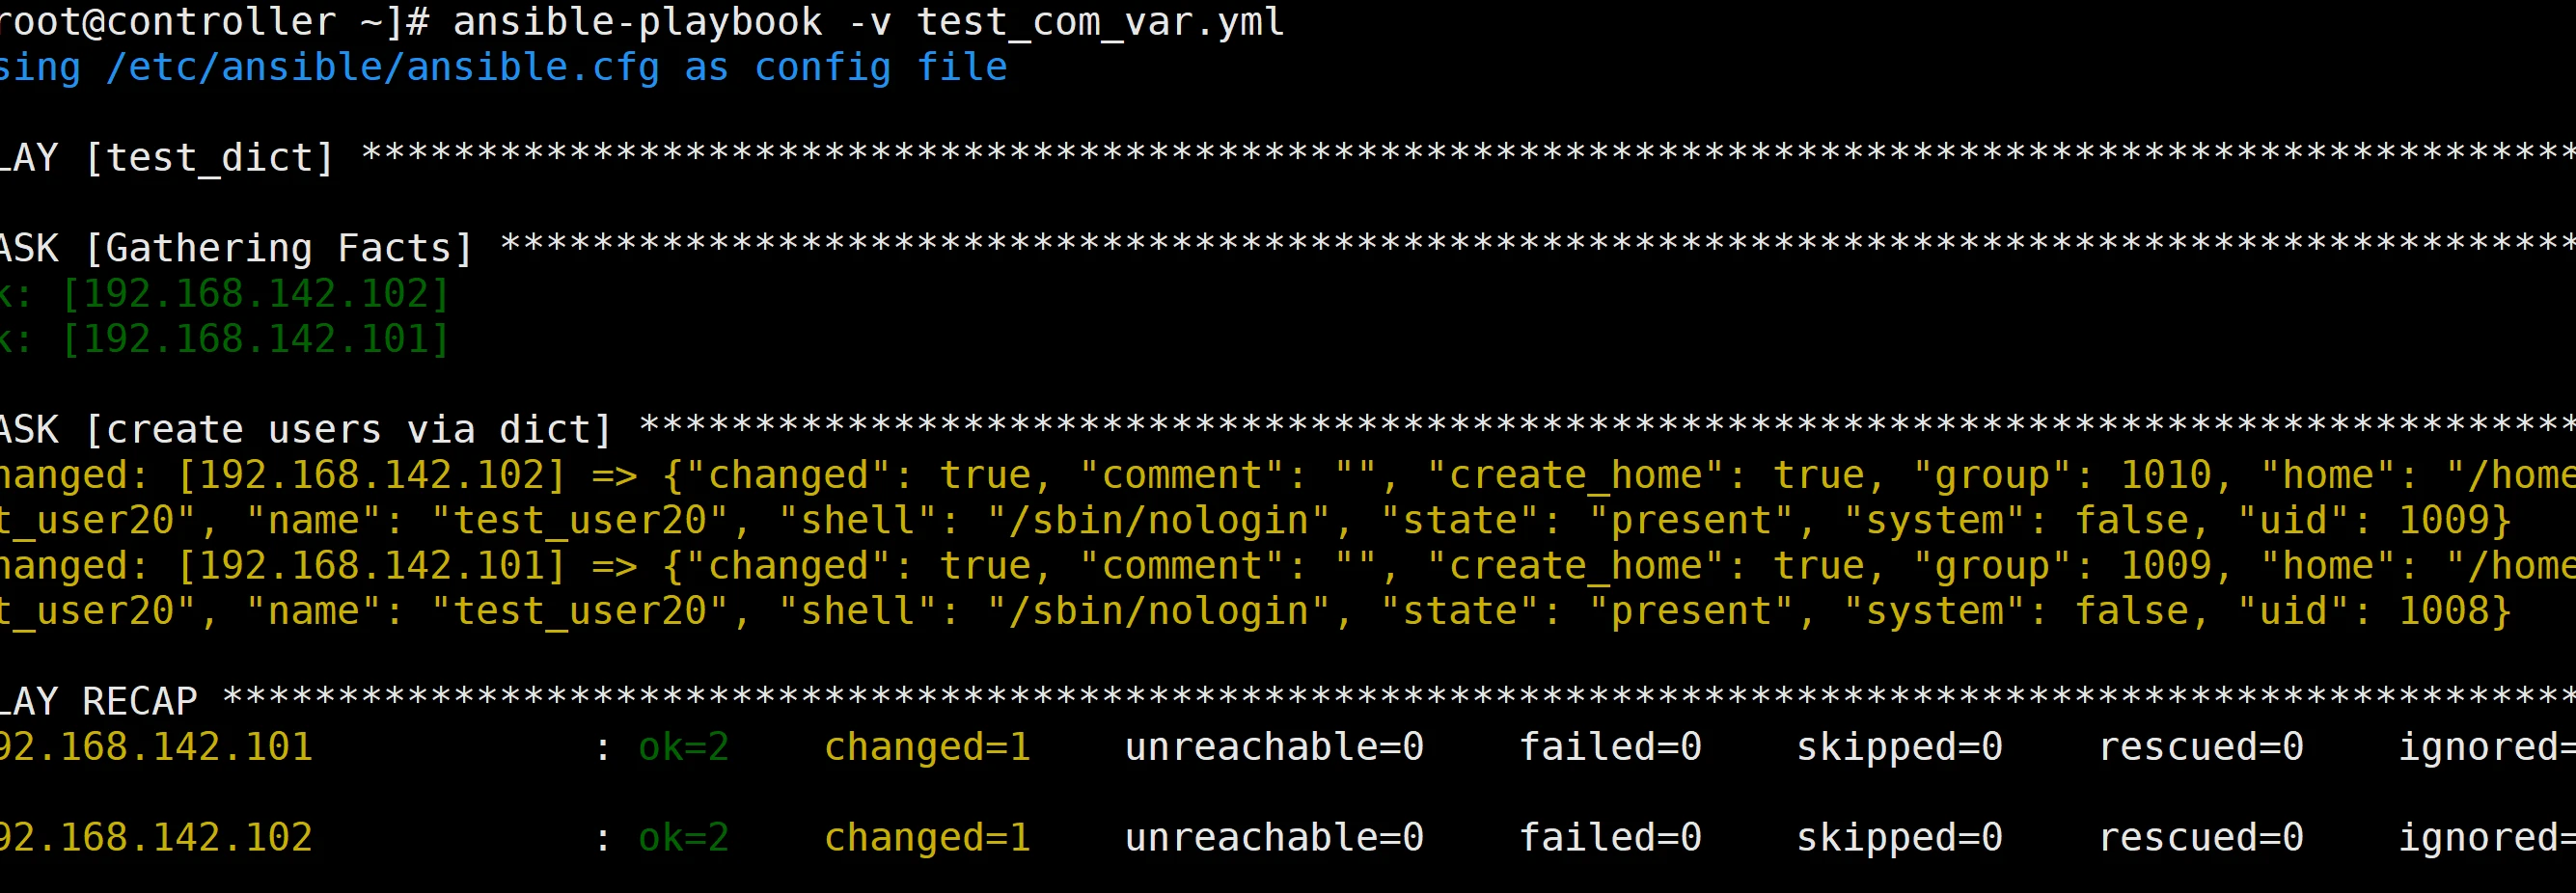 root@controller ~]# ansible-playbook -v test_com_var.yml
sing /etc/ansible/ansible.cfg as config file
LAY [test_dict] ************************************************************************************************
ASK [Gathering Facts] ******************************************************************************************
k: [192.168.142.102]
k: [192.168.142.101]
ASK [create users via dict] ************************************************************************************
hanged: [192.168.142.102] => {"changed": true, "comment": "", "create_home": true, "group": 1010, "home": "/home
t_user20", "name": "test_user20", "shell": "/sbin/nologin", "state": "present", "system": false, "uid": 1009}
hanged: [192.168.142.101] => {"changed": true, "comment": "", "create_home": true, "group": 1009, "home": "/home
t_user20", "name": "test_user20", "shell": "/sbin/nologin", "state": "present", "system": false, "uid": 1008}
LAY RECAP ******************************************************************************************************
92.168.142.101            : ok=2    changed=1    unreachable=0    failed=0    skipped=0    rescued=0    ignored=
92.168.142.102            : ok=2    changed=1    unreachable=0    failed=0    skipped=0    rescued=0    ignored=